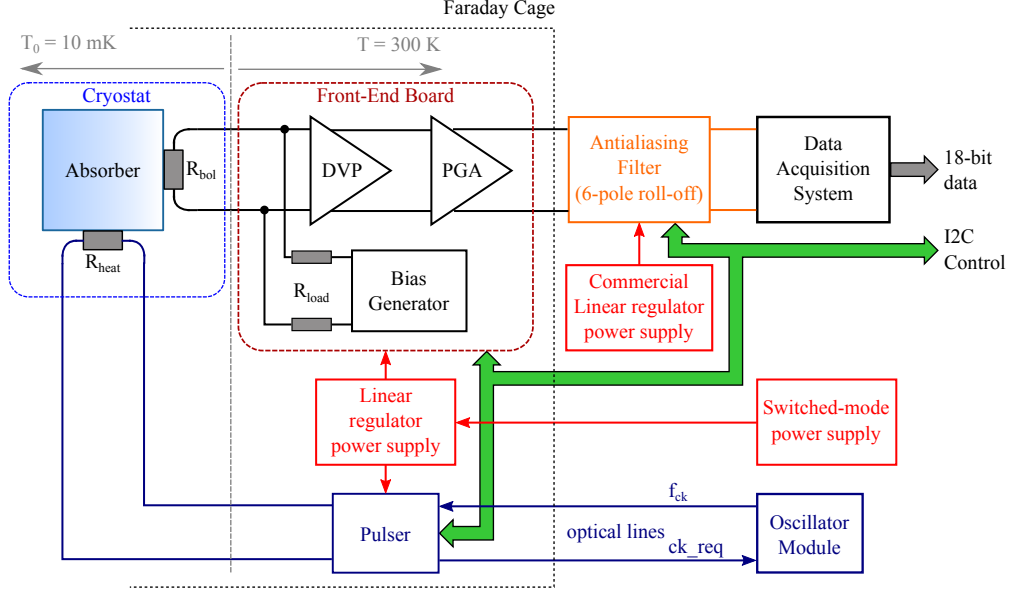 Faraday Cage
T0 = 10 mK
T = 300 K
Cryostat
Front-End Board
Absorber
Rbol
DVP
PGA
Antialiasing
Filter
(6-pole roll-off)
Data
Acquisition
System
18-bit
data
I2C
Control
Rheat
Rload
Bias
Generator
Commercial
Linear regulator
power supply
Linear
regulator
power supply
Switched-mode
power supply
Pulser
fck
optical lines
ck_req
Oscillator
Module